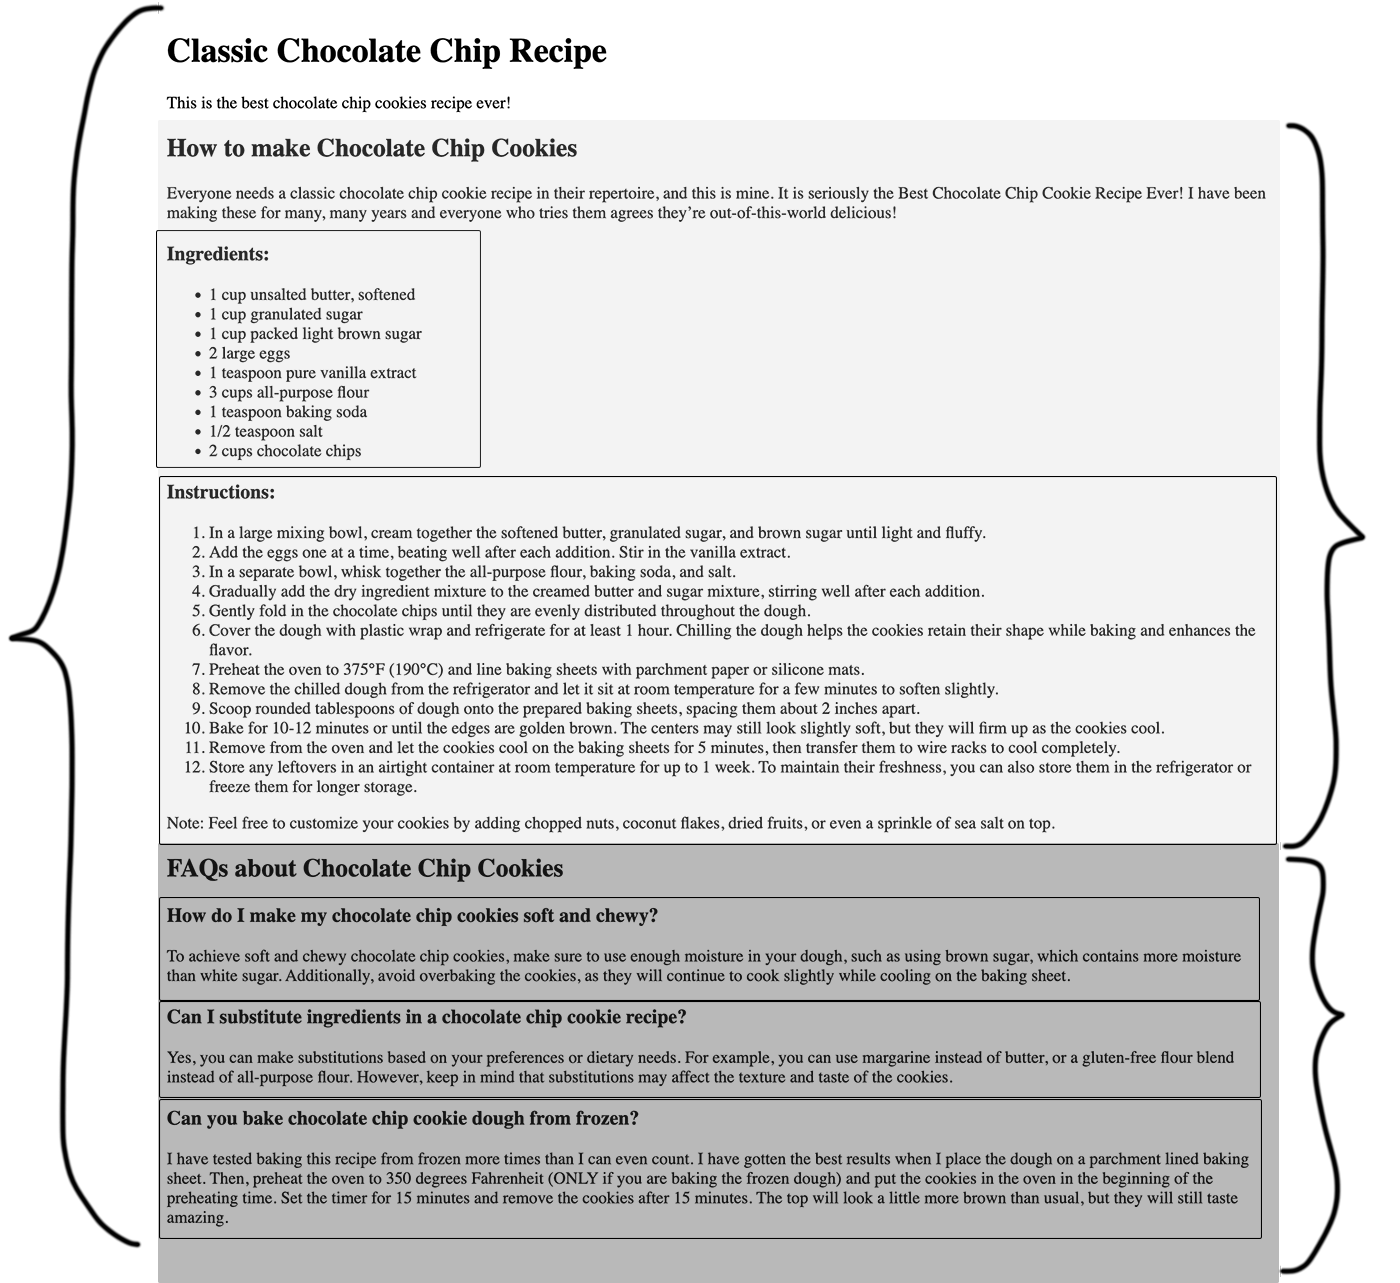 Classic Chocolate Chip Recipe
This is the best chocolate chip cookies recipe ever!
How to make Chocolate Chip Cookies
Everyone needs a classic chocolate chip cookie recipe in their repertoire, and this is mine. It is seriously the Best Chocolate Chip Cookie Recipe Ever! I have been
making these for many, many years and everyone who tries them agrees they’re out-of-this-world delicious!
Ingredients:
• 1 cup unsalted butter, softened
• 1 cup granulated sugar
• 1 cup packed light brown sugar
• 2 large eggs
• 1 teaspoon pure vanilla extract
• 3 cups all-purpose flour
• 1 teaspoon baking soda
• 1/2 teaspoon salt
• 2 cups chocolate chips
Instructions:
1. In a large mixing bowl, cream together the softened butter, granulated sugar, and brown sugar until light and fluffy.
2. Add the eggs one at a time, beating well after each addition. Stir in the vanilla extract.
3. In a separate bowl, whisk together the all-purpose flour, baking soda, and salt.
4. Gradually add the dry ingredient mixture to the creamed butter and sugar mixture, stirring well after each addition.
5. Gently fold in the chocolate chips until they are evenly distributed throughout the dough.
6. Cover the dough with plastic wrap and refrigerate for at least 1 hour. Chilling the dough helps the cookies retain their shape while baking and enhances the
flavor.
7. Preheat the oven to 375°F (190°C) and line baking sheets with parchment paper or silicone mats.
8. Remove the chilled dough from the refrigerator and let it sit at room temperature for a few minutes to soften slightly.
9. Scoop rounded tablespoons of dough onto the prepared baking sheets, spacing them about 2 inches apart.
10. Bake for 10-12 minutes or until the edges are golden brown. The centers may still look slightly soft, but they will firm up as the cookies cool.
11. Remove from the oven and let the cookies cool on the baking sheets for 5 minutes, then transfer them to wire racks to cool completely.
12. Store any leftovers in an airtight container at room temperature for up to 1 week. To maintain their freshness, you can also store them in the refrigerator or
freeze them for longer storage.
Note: Feel free to customize your cookies by adding chopped nuts, coconut flakes, dried fruits, or even a sprinkle of sea salt on top.
FAQs about Chocolate Chip Cookies
How do I make my chocolate chip cookies soft and chewy?
To achieve soft and chewy chocolate chip cookies, make sure to use enough moisture in your dough, such as using brown sugar, which contains more moisture
than white sugar. Additionally, avoid overbaking the cookies, as they will continue to cook slightly while cooling on the baking sheet.
Can I substitute ingredients in a chocolate chip cookie recipe?
Yes, you can make substitutions based on your preferences or dietary needs. For example, you can use margarine instead of butter, or a gluten-free flour blend
instead of all-purpose flour. However, keep in mind that substitutions may affect the texture and taste of the cookies.
Can you bake chocolate chip cookie dough from frozen?
I have tested baking this recipe from frozen more times than I can even count. I have gotten the best results when I place the dough on a parchment lined baking
sheet. Then, preheat the oven to 350 degrees Fahrenheit (ONLY if you are baking the frozen dough) and put the cookies in the oven in the beginning of the
preheating time. Set the timer for 15 minutes and remove the cookies after 15 minutes. The top will look a little more brown than usual, but they will still taste
amazing.